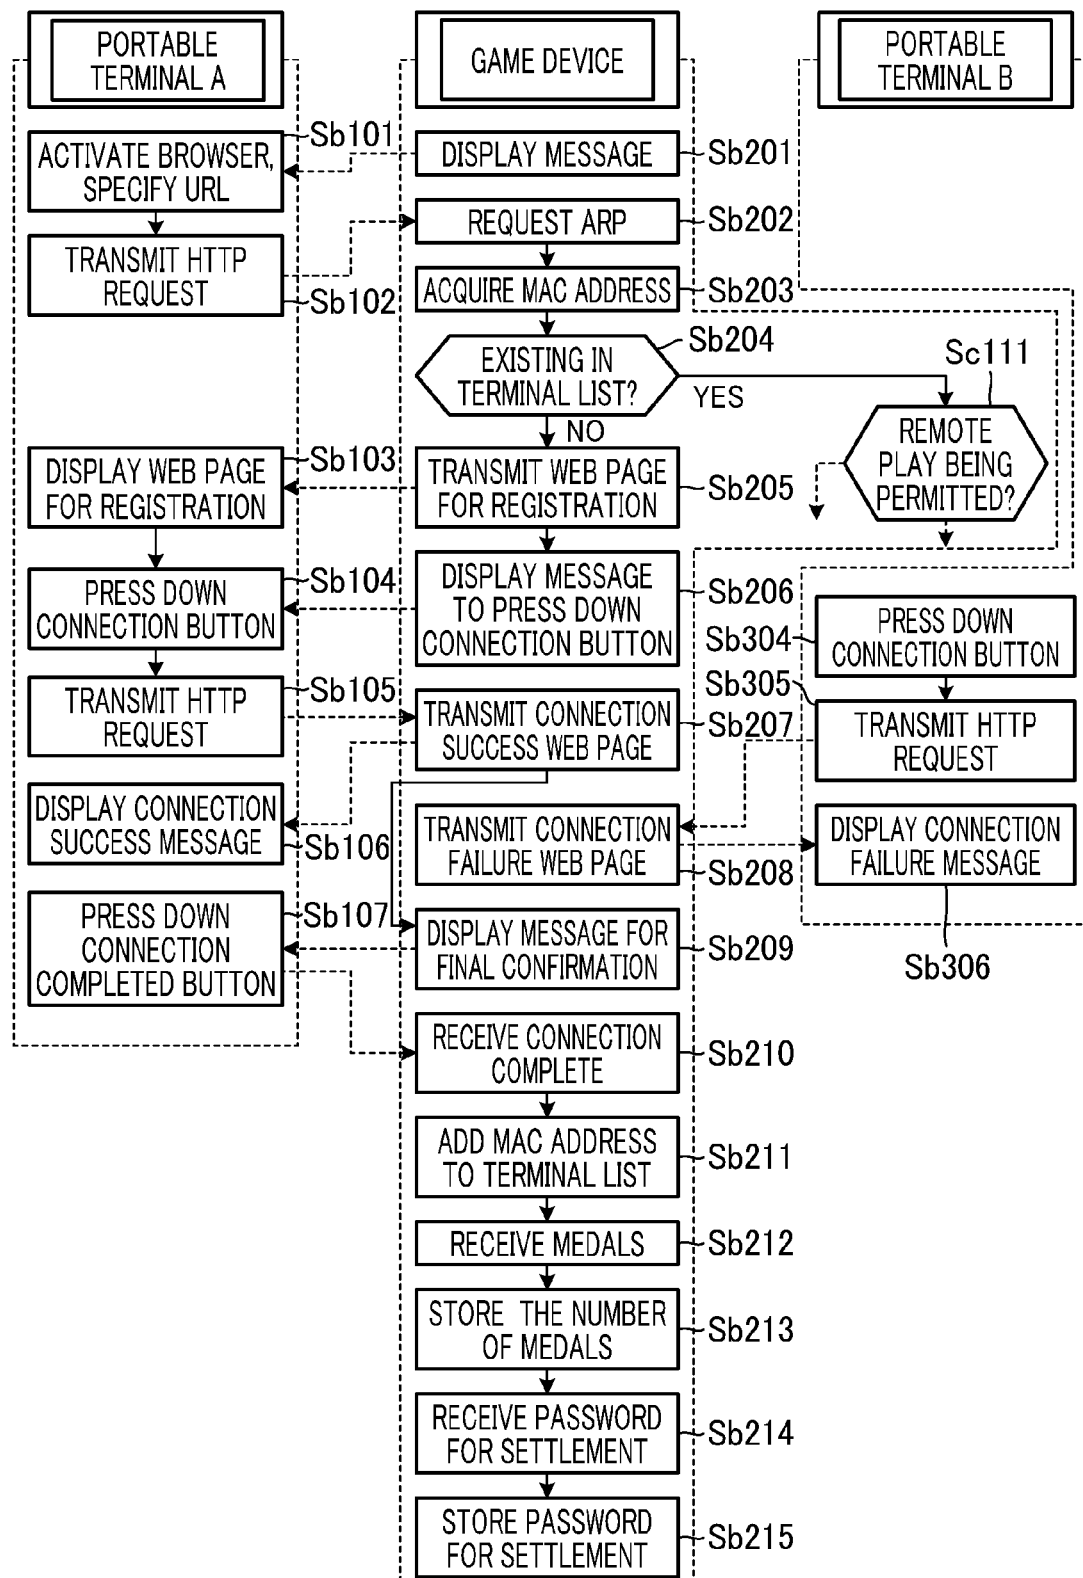 PORTABLE
TERMINAL A
GAME DEVICE
PORTABLE
TERMINAL B
ACTIVATE BROWSER,
SPECIFY URL
Sb101
DISPLAY MESSAGE
Sb201
REQUEST ARP
Sb202
TRANSMIT HTTP
REQUEST
Sb102
ACQUIRE MAC ADDRESS
Sb203
EXISTING IN
TERMINAL LIST?
Sb204
YES
NO
Sc111
REMOTE
PLAY BEING
PERMITTED?
DISPLAY WEB PAGE
FOR REGISTRATION
Sb103
TRANSMIT WEB PAGE
FOR REGISTRATION
Sb205
PRESS DOWN
CONNECTION BUTTON
Sb104
DISPLAY MESSAGE
TO PRESS DOWN
CONNECTION BUTTON
Sb206
Sb304
PRESS DOWN
CONNECTION BUTTON
TRANSMIT HTTP
REQUEST
Sb105
TRANSMIT CONNECTION
SUCCESS WEB PAGE
Sb207
Sb305
TRANSMIT HTTP
REQUEST
DISPLAY CONNECTION
SUCCESS MESSAGE
Sb106
TRANSMIT CONNECTION
FAILURE WEB PAGE
Sb208
DISPLAY CONNECTION
FAILURE MESSAGE
Sb306
PRESS DOWN
CONNECTION
COMPLETED BUTTON
Sb107
DISPLAY MESSAGE FOR
FINAL CONFIRMATION
Sb209
RECEIVE CONNECTION
COMPLETE
Sb210
ADD MAC ADDRESS
TO TERMINAL LIST
Sb211
RECEIVE MEDALS
Sb212
STORE THE NUMBER
OF MEDALS
Sb213
RECEIVE PASSWORD
FOR SETTLEMENT
Sb214
STORE PASSWORD
FOR SETTLEMENT
Sb215